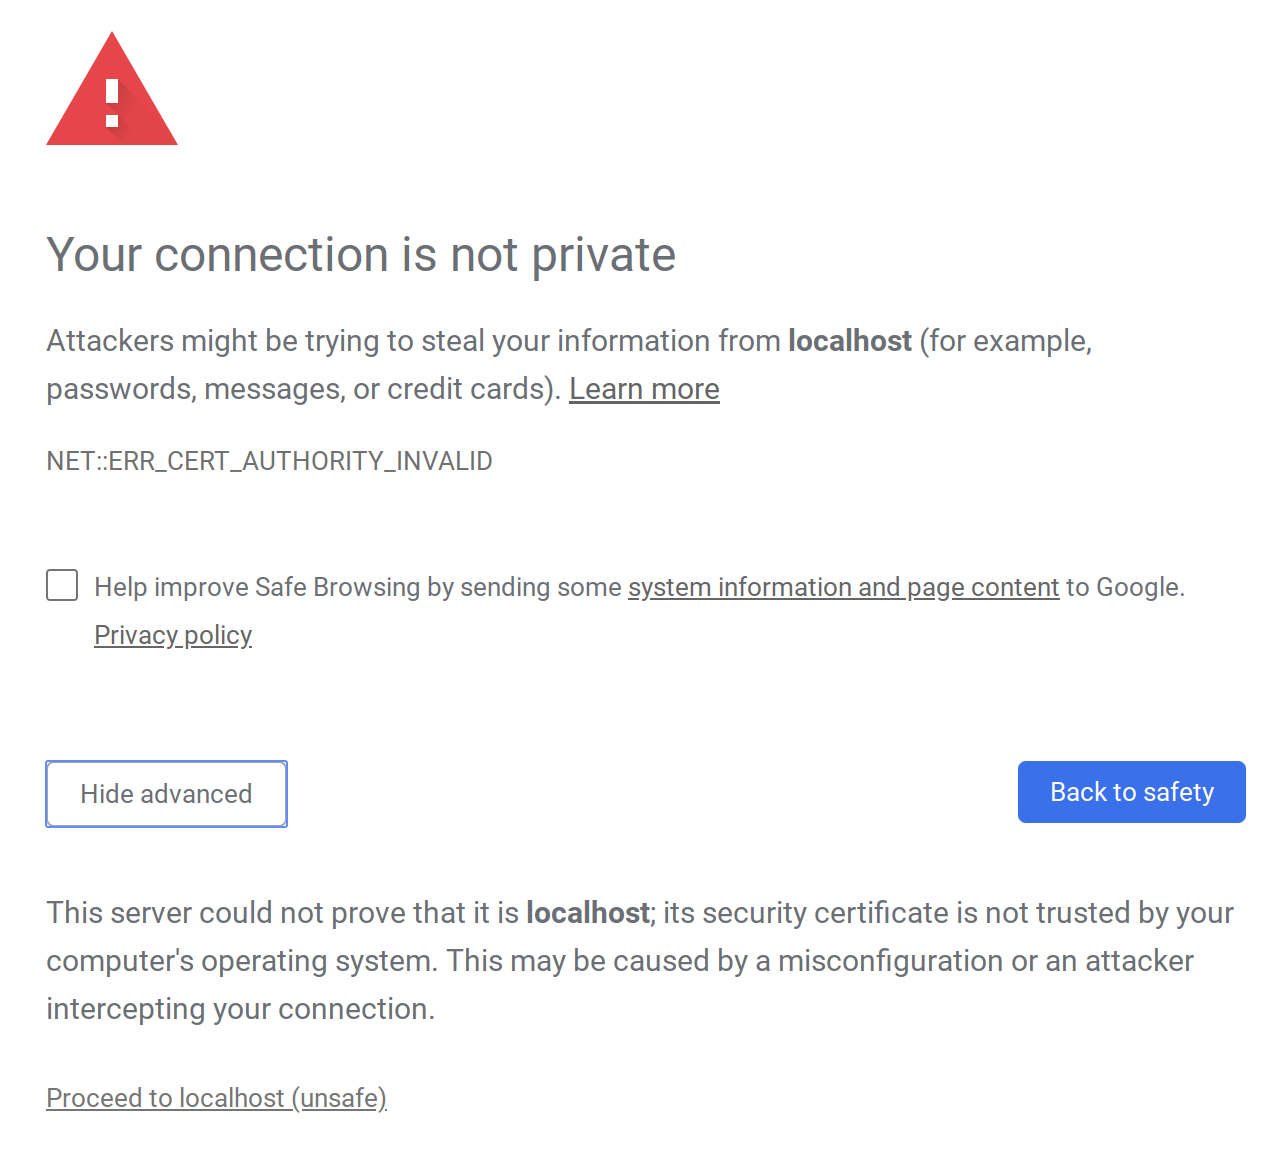 Your connection is not private
Attackers might be trying to steal your information from localhost (for example,
passwords, messages, or credit cards). Learn more
NET::ERR_CERT_AUTHORITY_INVALID
Help improve Safe Browsing by sending some system information and page content to Google.
Privacy policy
Hide advanced
Back to safety
This server could not prove that it is localhost; its security certificate is not trusted by your
computer's operating system. This may be caused by a misconfiguration or an attacker
intercepting your connection.
Proceed to localhost (unsafe)